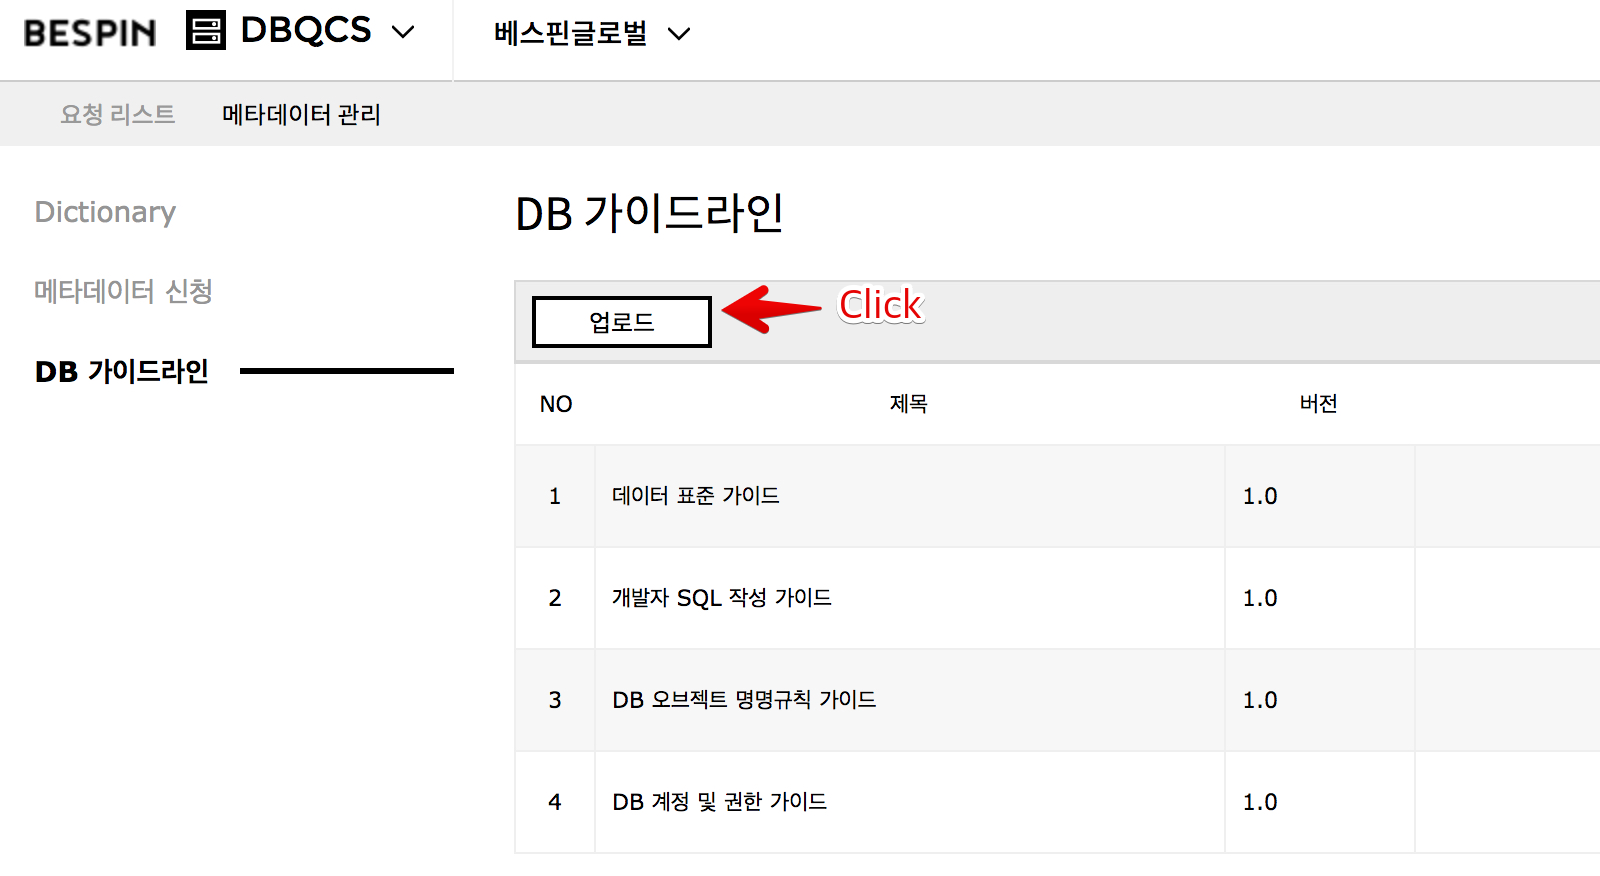 BESPIN DBQCS 베스핀글로벌
요청 리스트 메타데이터 관리
Dictionary
메타데이터 신청
DB 가이드라인
DB 가이드라인
업로드 Click
NO 제목 버전
1 데이터 표준 가이드 1.0
2 개발자 SQL 작성 가이드 1.0
3 DB 오브젝트 명명규칙 가이드 1.0
4 DB 계정 및 권한 가이드 1.0